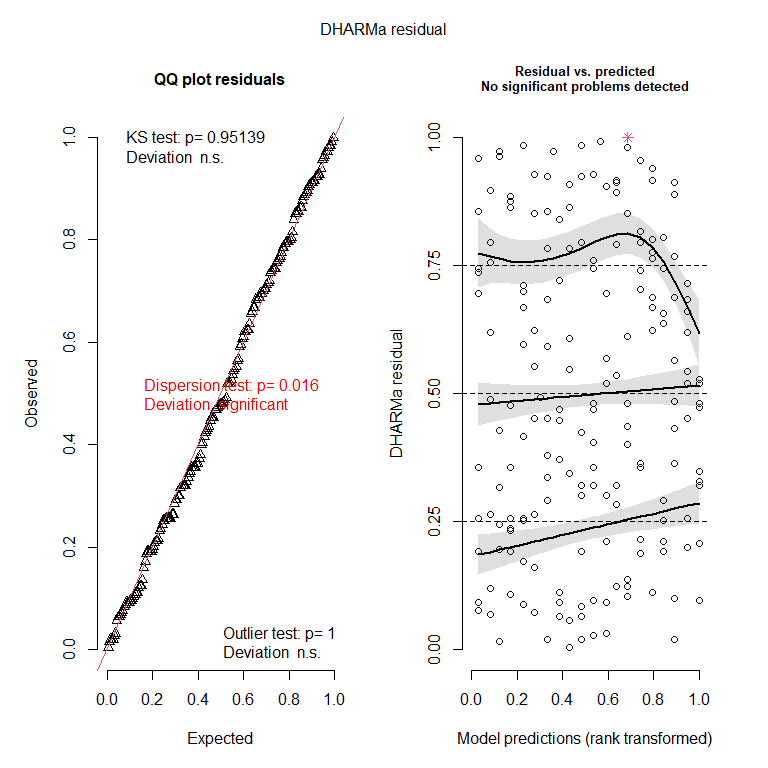 DHARMa residual
QQ plot residuals
KS test: p= 0.95139
Deviation n.s.
Dispersion test: p= 0.016
Deviation significant
Outlier test: p= 1
Deviation n.s.
Observed
0.0 0.2 0.4 0.6 0.8 1.0
0.0 0.2 0.4 0.6 0.8 1.0
Expected
Residual vs. predicted
No significant problems detected
DHARMa residual
0.00 0.25 0.50 0.75 1.00
0.0 0.2 0.4 0.6 0.8 1.0
Model predictions (rank transformed)